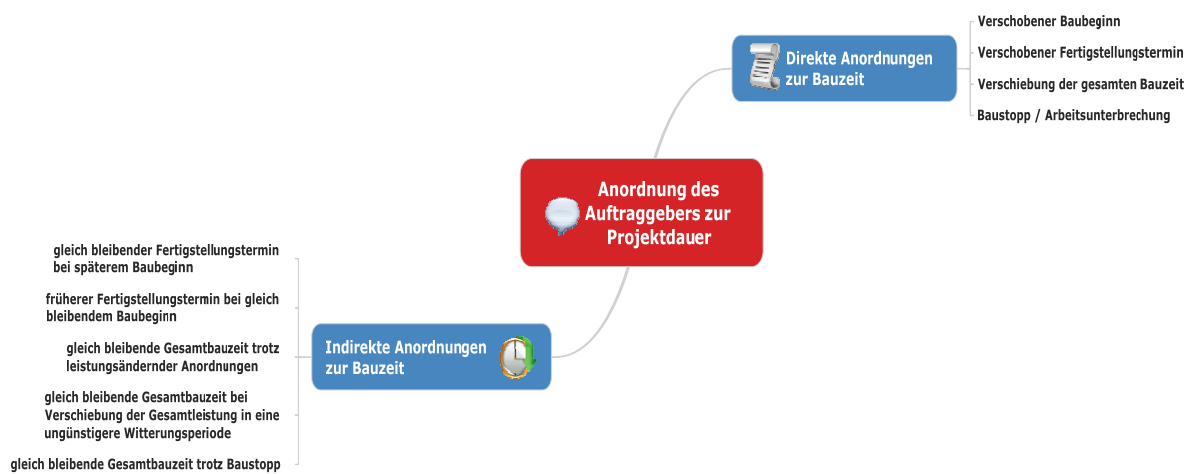 Anordnung des
Auftraggebers zur
Projektdauer
Direkte Anordnungen
zur Bauzeit
Verschobener Baubeginn
Verschobener Fertigstellungstermin
Verschiebung der gesamten Bauzeit
Baustopp / Arbeitsunterbrechung
Indirekte Anordnungen
zur Bauzeit
gleich bleibender Fertigstellungstermin
bei späterem Baubeginn
früherer Fertigstellungstermin bei gleich
bleibendem Baubeginn
gleich bleibende Gesamtbauzeit trotz
leistungsändernder Anordnungen
gleich bleibende Gesamtbauzeit bei
Verschiebung der Gesamtleistung in eine
ungünstigere Witterungsperiode
gleich bleibende Gesamtbauzeit trotz Baustopp